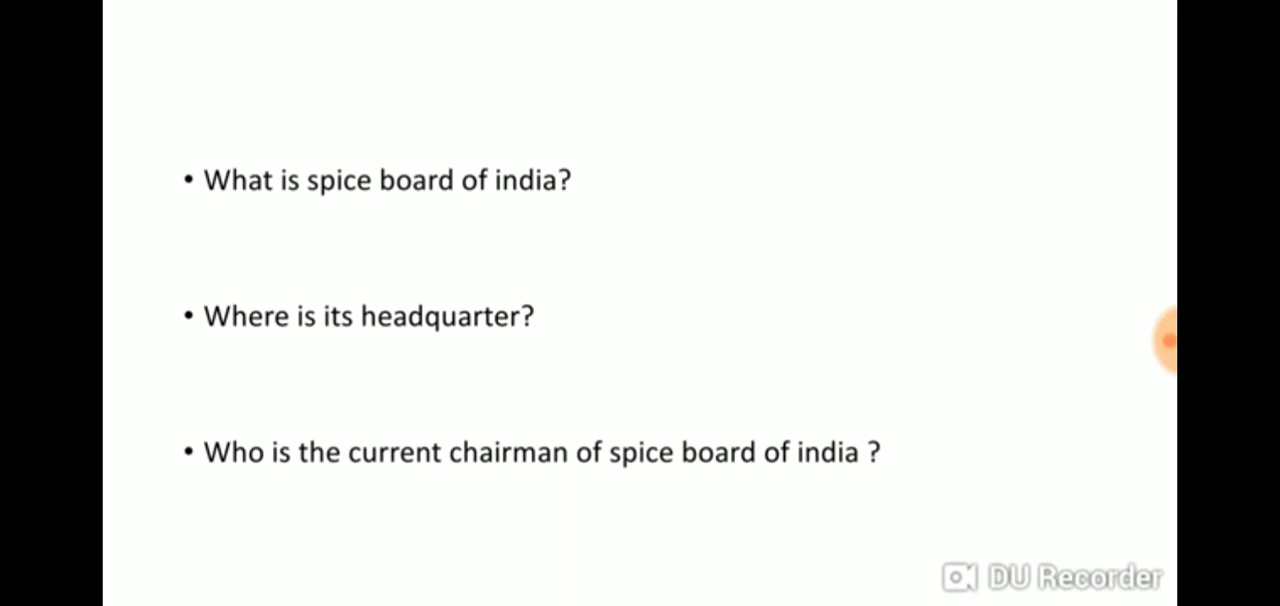 • What is spice board of india?
• Where is its headquarter?
• Who is the current chairman of spice board of india ?
DU Recorder